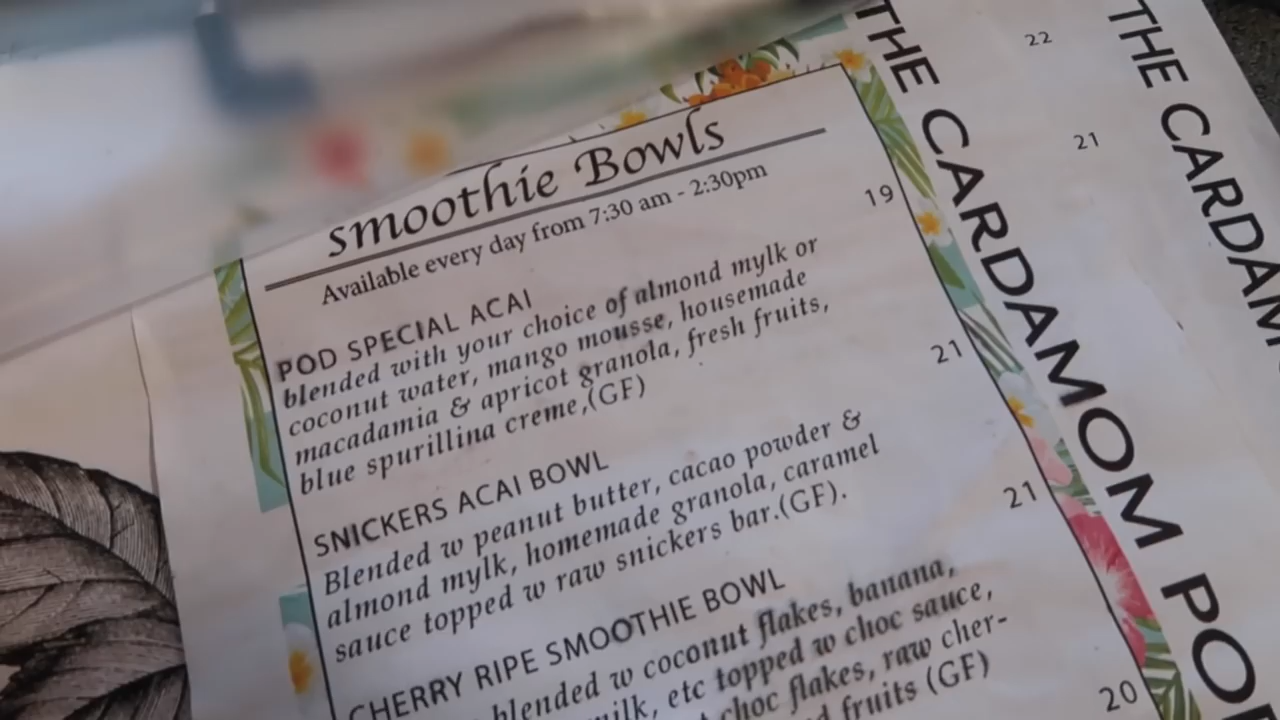 smoothie Bowls
Available every day from 7:30 am - 2:30pm
POD SPECIAL ACAI
19
blended with your choice of almond mylk or
coconut water, mango mousse, housemade
macadamia & apricot granola, fresh fruits,
blue spurillina creme,(GF)
SNICKERS ACAI BOWL
21
Blended w peanut butter, cacao powder &
almond mylk, homemade granola, caramel
sauce topped w raw snickers bar.(GF).
CHERRY RIPE SMOOTHIE BOWL
21
blended w coconut flakes, banana,
milk, etc topped w choc sauce,
choc flakes, raw cher-
fruits (GF)
20
THE CARDAMOM POD
22
21
THE CARDAM